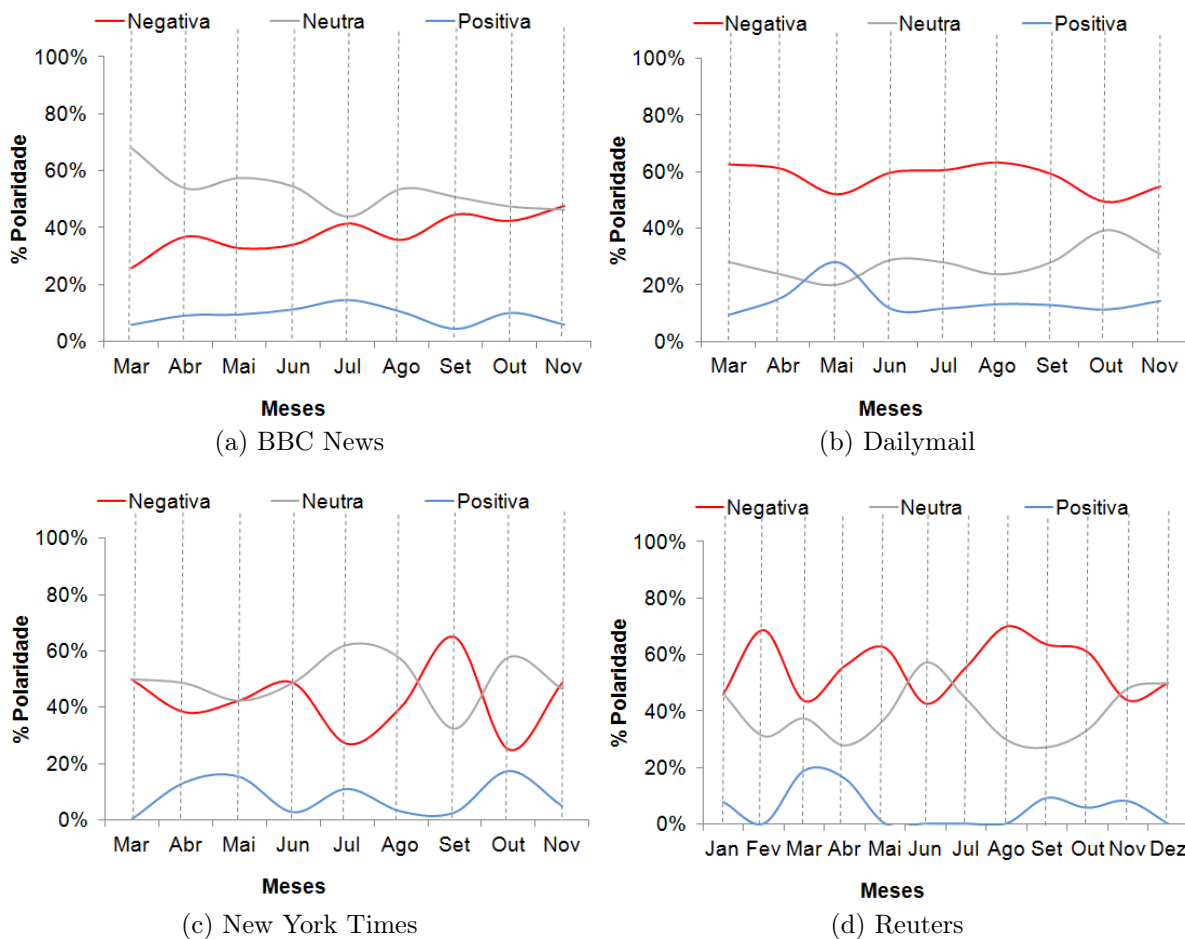 Negativa Neutra Positiva
100%
80%
60%
40%
20%
0%
% Polaridade
Mar Abr Mai Jun Jul Ago Set Out Nov
Meses
(a) BBC News
Negativa Neutra Positiva
100%
80%
60%
40%
20%
0%
% Polaridade
Mar Abr Mai Jun Jul Ago Set Out Nov
Meses
(b) Dailymail
Negativa Neutra Positiva
100%
80%
60%
40%
20%
0%
% Polaridade
Mar Abr Mai Jun Jul Ago Set Out Nov
Meses
(c) New York Times
Negativa Neutra Positiva
100%
80%
60%
40%
20%
0%
% Polaridade
Jan Fev Mar Abr Mai Jun Jul Ago Set Out Nov Dez
Meses
(d) Reuters